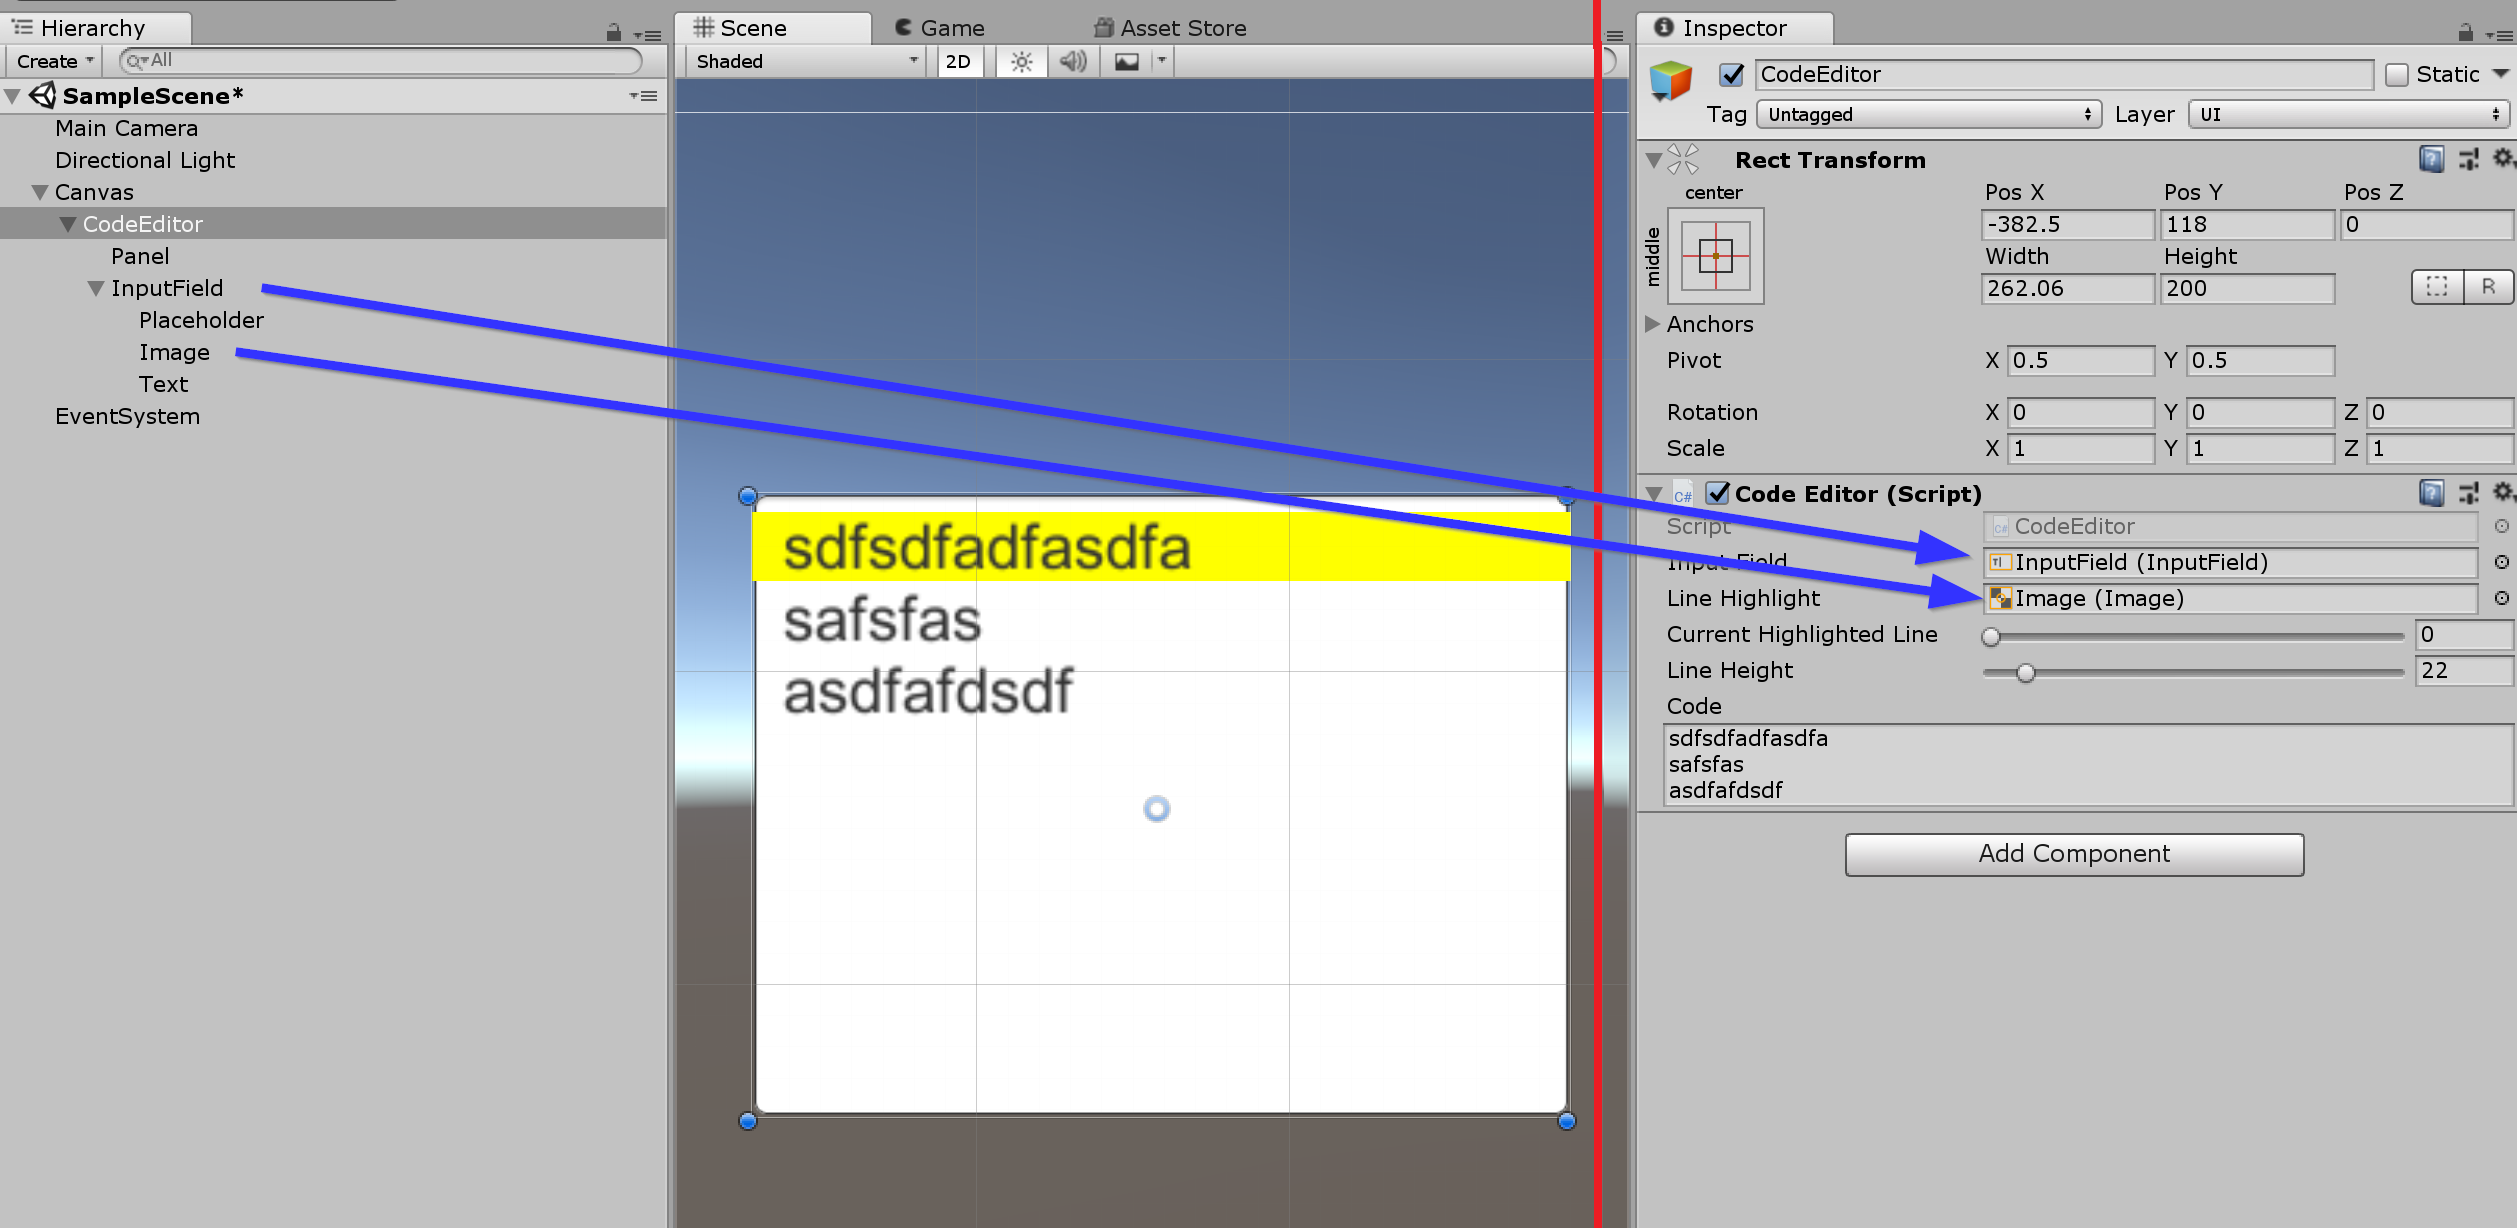 Hierarchy
Create
All
SampleScene*
Main Camera
Directional Light
Canvas
CodeEditor
Panel
InputField
Placeholder
Image
Text
EventSystem
Scene Game Asset Store
Shaded 2D
sdfsdfadfasdfa
safsfas
asdfafdsdf
Inspector
CodeEditor Static
Tag Untagged Layer UI
Rect Transform
center Pos X Pos Y Pos Z
middle -382.5 118 0
Width Height
262.06 200 R
Anchors
Pivot X 0.5 Y 0.5
Rotation X 0 Y 0 Z 0
Scale X 1 Y 1 Z 1
C# Code Editor (Script)
Script C# CodeEditor
Input Field InputField (InputField)
Line Highlight Image (Image)
Current Highlighted Line 0
Line Height 22
Code
sdfsdfadfasdfa
safsfas
asdfafdsdf
Add Component